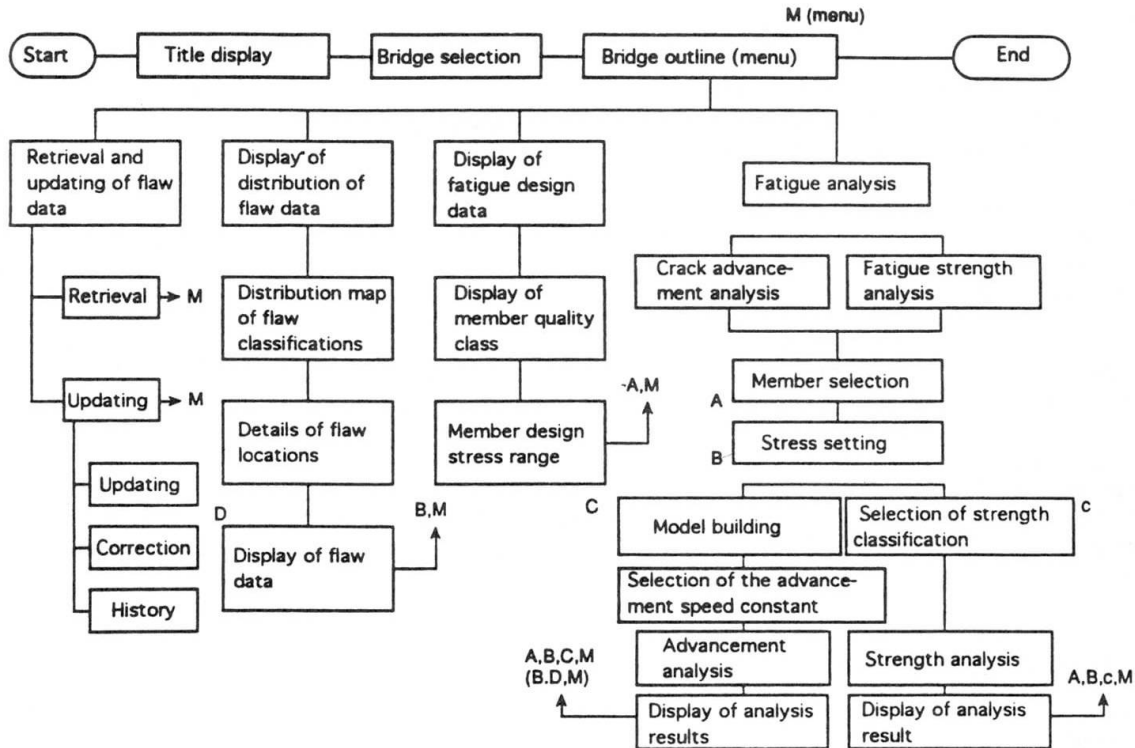 M (menu)
Start
Title display
Bridge selection
Bridge outline (menu)
End
Retrieval and
updating of flaw
data
Display of
distribution of
flaw data
Display of
fatigue design
data
Fatigue analysis
Retrieval
M
Distribution map
of flaw
classifications
Display of
member quality
class
Crack advance-
ment analysis
Fatigue strength
analysis
Updating
M
Details of flaw
locations
Member design
stress range
A,M
Member selection
A
Stress setting
B
Updating
Correction
History
D
Display of flaw
data
B,M
C
Model building
Selection of strength
classification
c
Selection of the advance-
ment speed constant
Advancement
analysis
Strength analysis
A,B,C,M
(B.D,M)
Display of analysis
results
Display of analysis
result
A,B,c,M